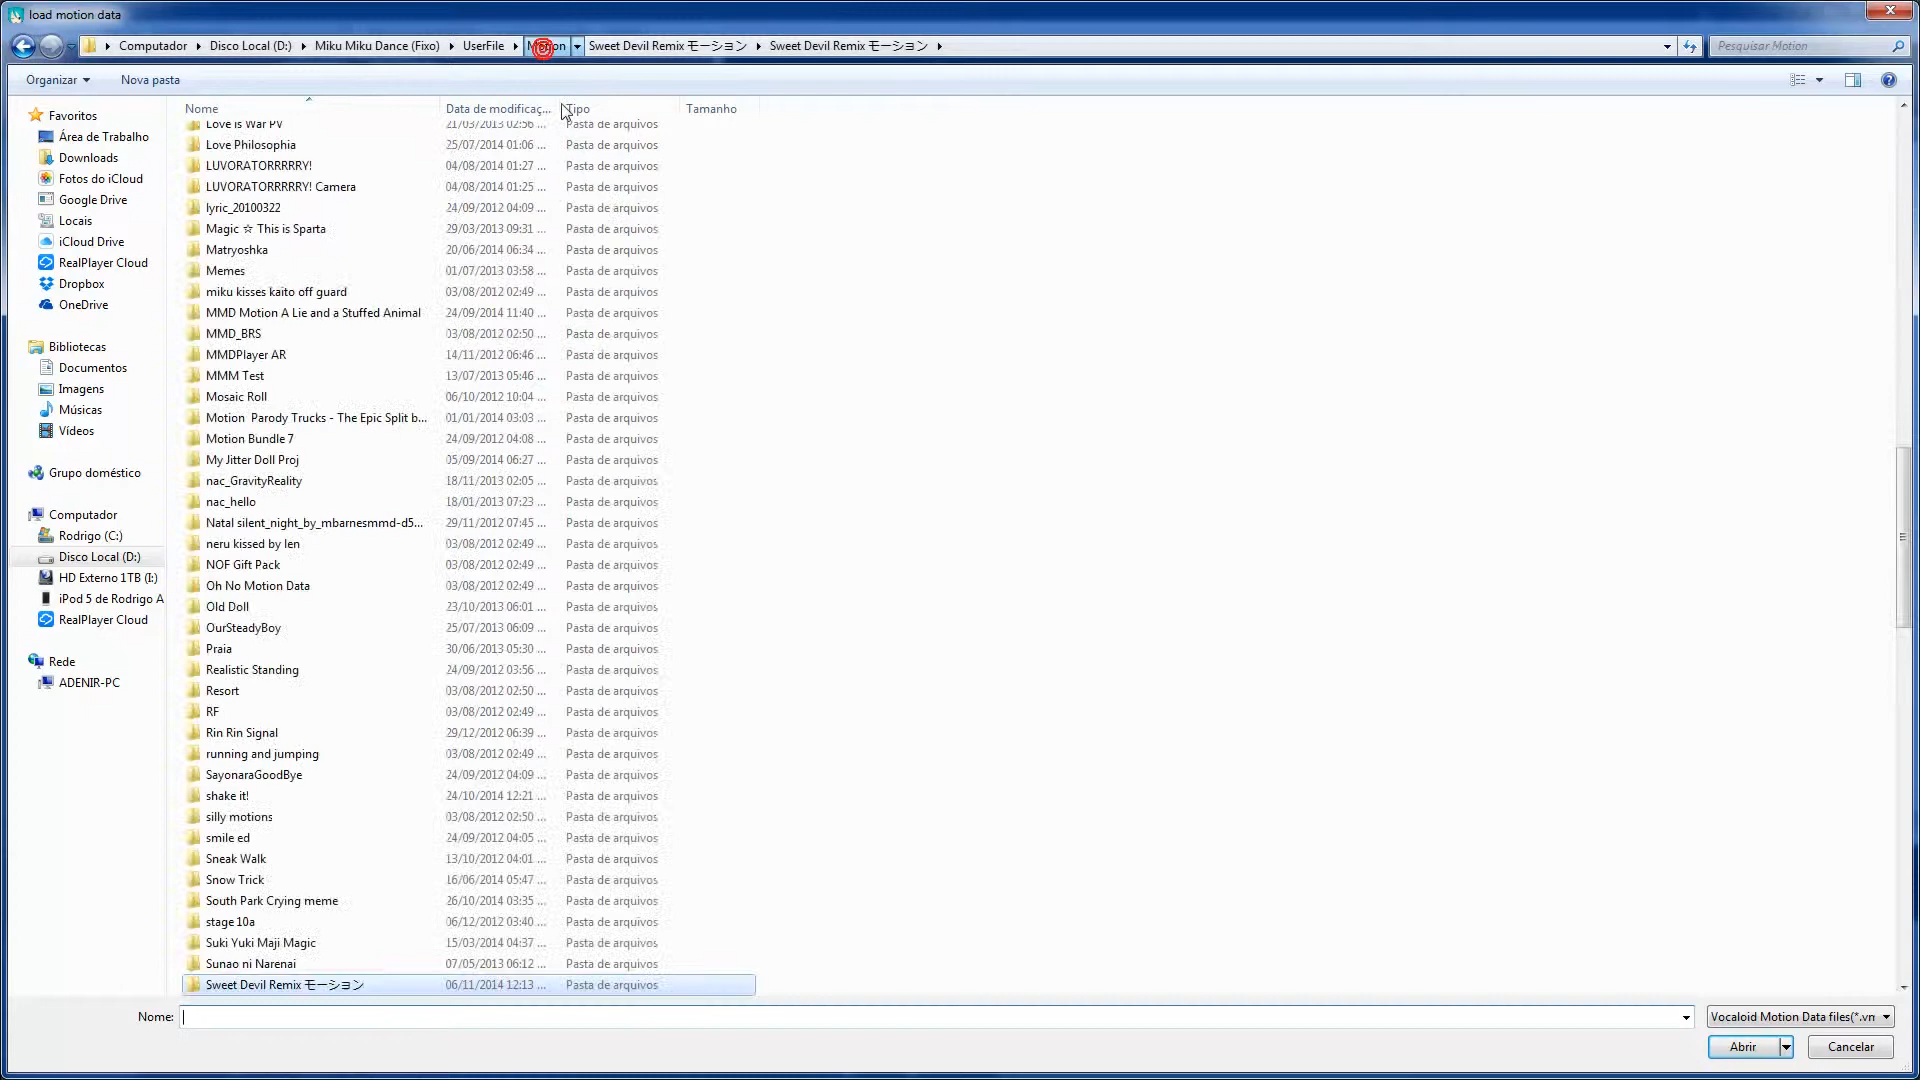 load motion data
Computador Disco Local (D:) Miku Miku Dance (Fixo) UserFile Motion Sweet Devil Remix モーション Sweet Devil Remix モーション Pesquisar Motion
Organizar Nova pasta
Nome Data de modificaç... Tipo Tamanho
Favoritos
Área de Trabalho
Downloads
Fotos do iCloud
Google Drive
Locais
iCloud Drive
RealPlayer Cloud
Dropbox
OneDrive
Bibliotecas
Documentos
Imagens
Músicas
Vídeos
Grupo doméstico
Computador
Rodrigo (C:)
Disco Local (D:)
HD Externo 1TB (I:)
iPod 5 de Rodrigo A
RealPlayer Cloud
Rede
ADENIR-PC
Love is War PV 21/03/2013 02:56 ... Pasta de arquivos
Love Philosophia 25/07/2014 01:06 ... Pasta de arquivos
LUVORATORRRRRY! 04/08/2014 01:27 ... Pasta de arquivos
LUVORATORRRRRY! Camera 04/08/2014 01:25 ... Pasta de arquivos
lyric_20100322 24/09/2012 04:09 ... Pasta de arquivos
Magic ☆ This is Sparta 29/03/2013 09:31 ... Pasta de arquivos
Matryoshka 20/06/2014 06:34 ... Pasta de arquivos
Memes 01/07/2013 03:58 ... Pasta de arquivos
miku kisses kaito off guard 03/08/2012 02:49 ... Pasta de arquivos
MMD Motion A Lie and a Stuffed Animal 24/09/2014 11:40 ... Pasta de arquivos
MMD_BRS 03/08/2012 02:50 ... Pasta de arquivos
MMDPlayer AR 14/11/2012 06:46 ... Pasta de arquivos
MMM Test 13/07/2013 05:46 ... Pasta de arquivos
Mosaic Roll 06/10/2012 10:04 ... Pasta de arquivos
Motion Parody Trucks - The Epic Split b... 01/01/2014 03:03 ... Pasta de arquivos
Motion Bundle 7 24/09/2012 04:08 ... Pasta de arquivos
My Jitter Doll Proj 05/09/2014 06:27 ... Pasta de arquivos
nac_GravityReality 18/11/2013 02:05 ... Pasta de arquivos
nac_hello 18/01/2013 07:23 ... Pasta de arquivos
Natal silent_night_by_mbarnesmmd-d5... 29/11/2012 07:45 ... Pasta de arquivos
neru kissed by len 03/08/2012 02:49 ... Pasta de arquivos
NOF Gift Pack 03/08/2012 02:49 ... Pasta de arquivos
Oh No Motion Data 03/08/2012 02:49 ... Pasta de arquivos
Old Doll 23/10/2013 06:01 ... Pasta de arquivos
OurSteadyBoy 25/07/2013 06:09 ... Pasta de arquivos
Praia 30/06/2013 05:30 ... Pasta de arquivos
Realistic Standing 24/09/2012 03:56 ... Pasta de arquivos
Resort 03/08/2012 02:50 ... Pasta de arquivos
RF 03/08/2012 02:49 ... Pasta de arquivos
Rin Rin Signal 29/12/2012 06:39 ... Pasta de arquivos
running and jumping 03/08/2012 02:49 ... Pasta de arquivos
SayonaraGoodBye 24/09/2012 04:09 ... Pasta de arquivos
shake it! 24/10/2014 12:21 ... Pasta de arquivos
silly motions 03/08/2012 02:50 ... Pasta de arquivos
smile ed 24/09/2012 04:05 ... Pasta de arquivos
Sneak Walk 13/10/2012 04:01 ... Pasta de arquivos
Snow Trick 16/06/2014 05:47 ... Pasta de arquivos
South Park Crying meme 26/10/2014 03:35 ... Pasta de arquivos
stage 10a 06/12/2012 03:40 ... Pasta de arquivos
Suki Yuki Maji Magic 15/03/2014 04:37 ... Pasta de arquivos
Sunao ni Narenai 07/05/2013 06:12 ... Pasta de arquivos
Sweet Devil Remix モーション 06/11/2014 12:13 ... Pasta de arquivos
Nome: Vocaloid Motion Data files(*.vn
Abrir Cancelar